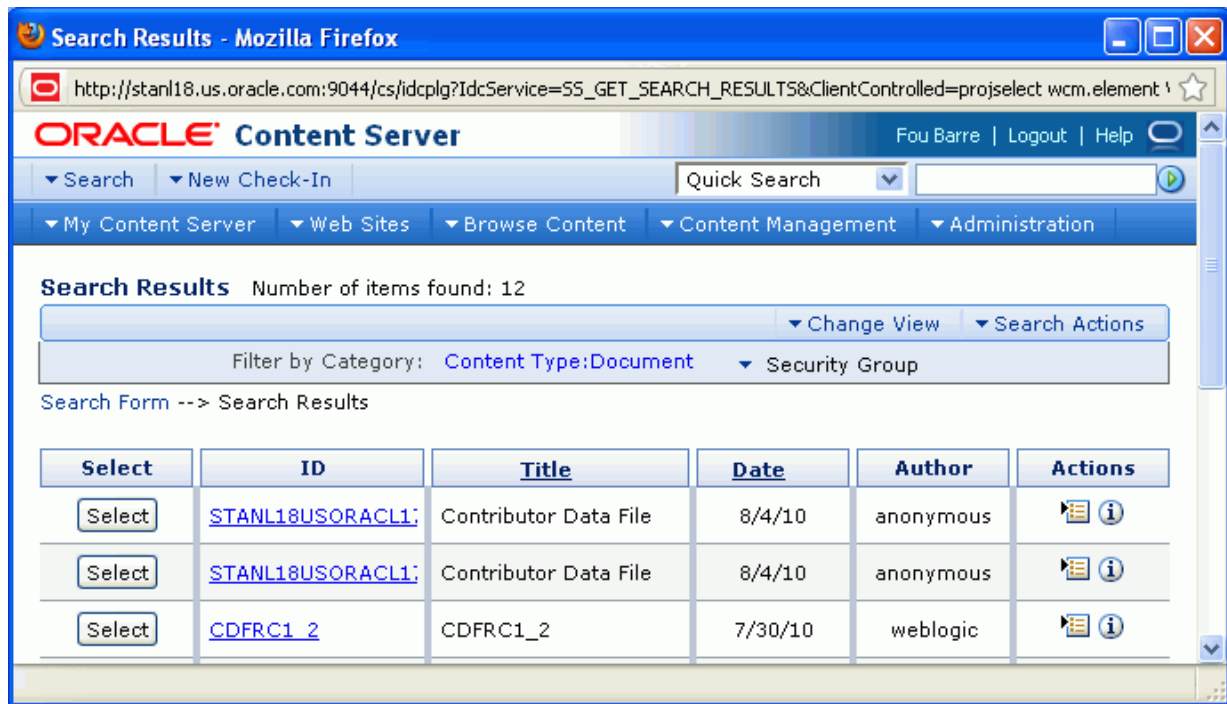 Search Results - Mozilla Firefox
http://stanl18.us.oracle.com:9044/cs/idcplg?IdcService=SS_GET_SEARCH_RESULTS&ClientControlled=projselect wcm.element
ORACLE Content Server
Fou Barre | Logout | Help
Search New Check-In Quick Search
My Content Server Web Sites Browse Content Content Management Administration
Search Results Number of items found: 12
Change View Search Actions
Filter by Category: Content Type:Document Security Group
Search Form --> Search Results
Select ID Title Date Author Actions
Select STANL18USORACL1 Contributor Data File 8/4/10 anonymous
Select STANL18USORACL1 Contributor Data File 8/4/10 anonymous
Select CDFRC1_2 CDFRC1_2 7/30/10 weblogic